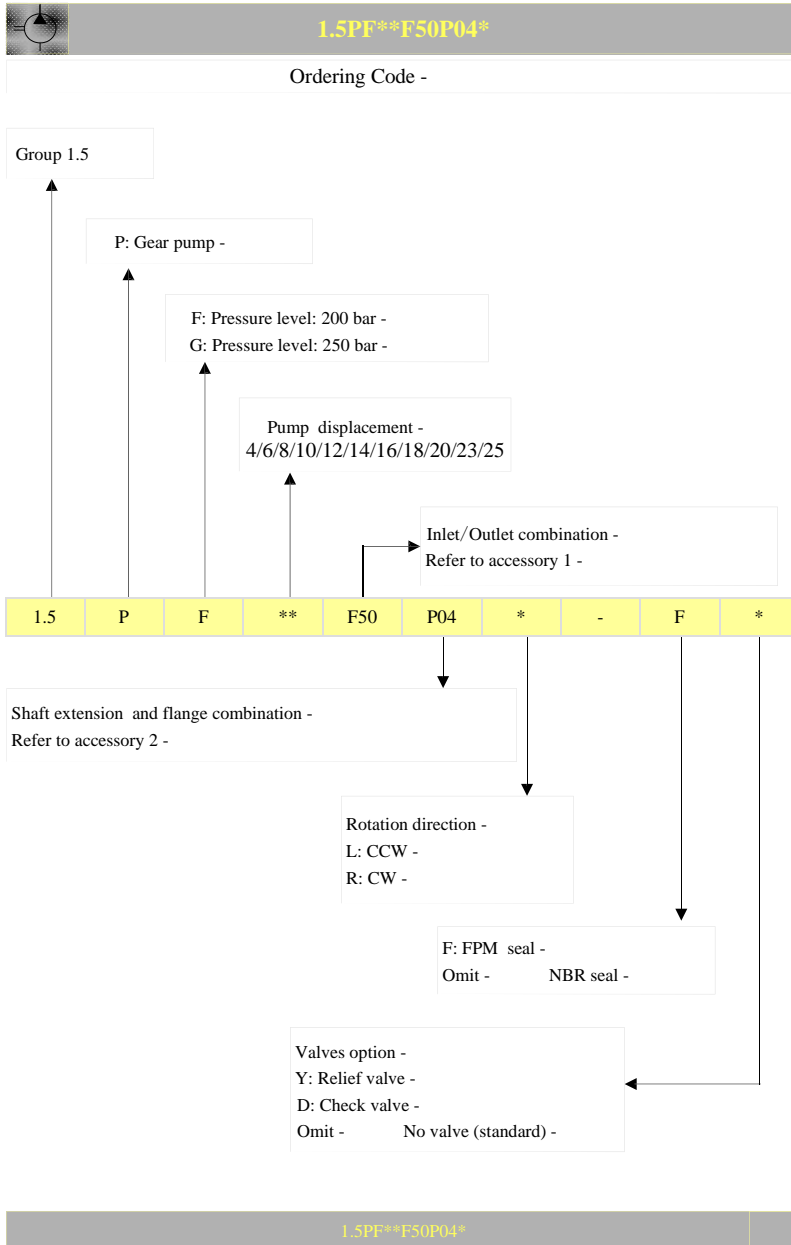 1.5PF**F50P04*
Ordering Code -
Group 1.5
P: Gear pump -
F: Pressure level: 200 bar -
G: Pressure level: 250 bar -
Pump displacement -
4/6/8/10/12/14/16/18/20/23/25
Inlet/Outlet combination -
Refer to accessory 1 -
1.5 P F ** F50 P04 * - F *
Shaft extension and flange combination -
Refer to accessory 2 -
Rotation direction -
L: CCW -
R: CW -
F: FPM seal -
Omit - NBR seal -
Valves option -
Y: Relief valve -
D: Check valve -
Omit - No valve (standard) -
1.5PF**F50P04*